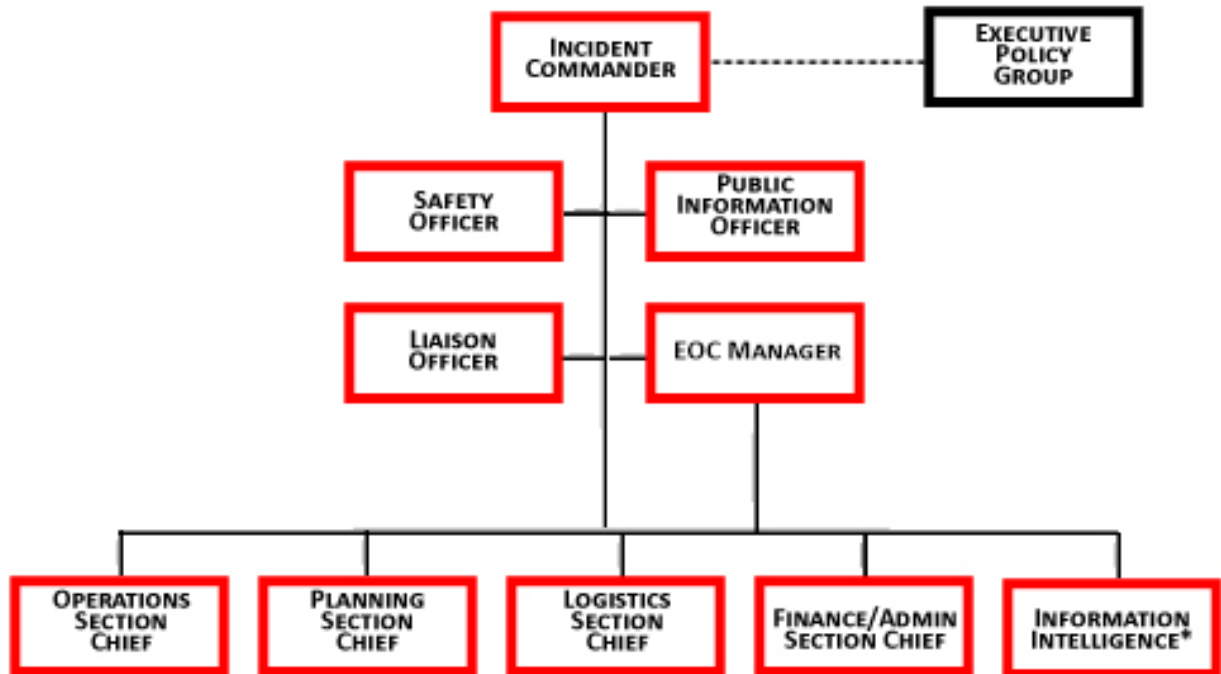 INCIDENT
COMMANDER
EXECUTIVE
POLICY
GROUP
SAFETY
OFFICER
PUBLIC
INFORMATION
OFFICER
LIAISON
OFFICER
EOC MANAGER
OPERATIONS
SECTION
CHIEF
PLANNING
SECTION
CHIEF
LOGISTICS
SECTION
CHIEF
FINANCE/ADMIN
SECTION CHIEF
INFORMATION
INTELLIGENCE*